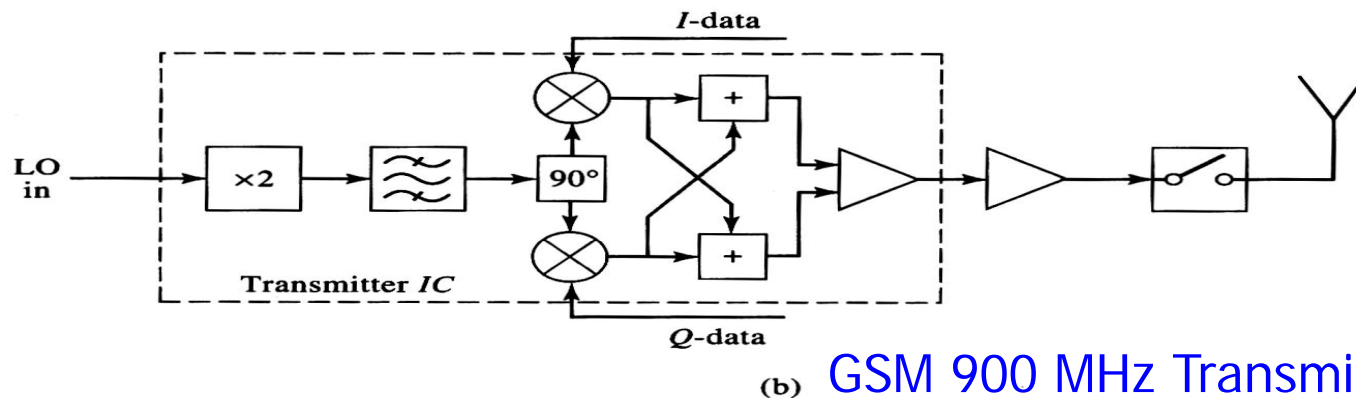 I-data
LO
in
×2
90°
+
+
Transmitter IC
Q-data
(b) GSM 900 MHz Transmi